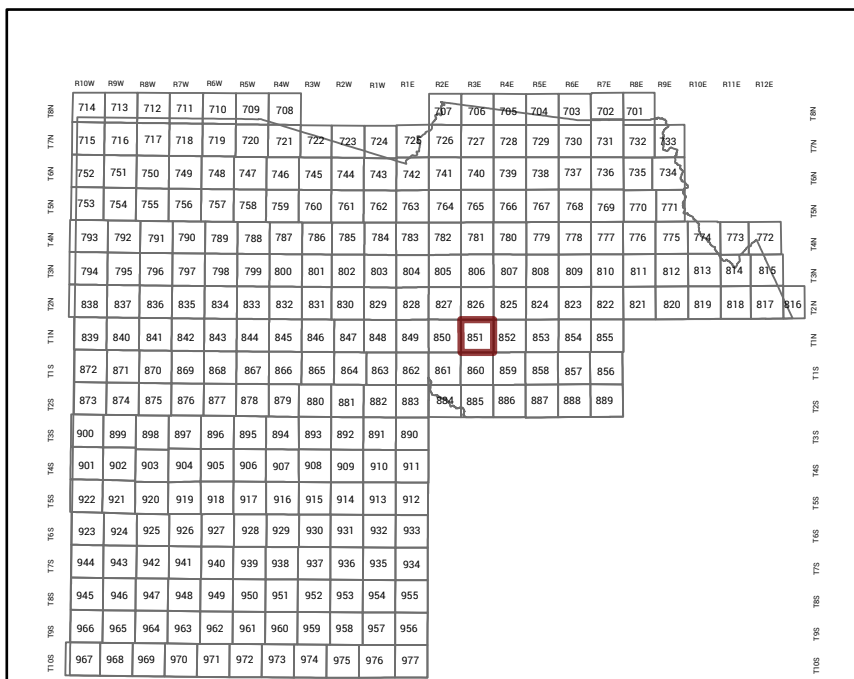 R10W R9W R8W R7W R6W R5W R4W R3W R2W R1W R1E R2E R3E R4E R5E R6E R7E R8E R9E R10E R11E R12E
T8N 714 713 712 711 710 709 708 707 706 705 704 703 702 701 T8N
T7N 715 716 717 718 719 720 721 722 723 724 725 726 727 728 729 730 731 732 733 T7N
T6N 752 751 750 749 748 747 746 745 744 743 742 741 740 739 738 737 736 735 734 T6N
T5N 753 754 755 756 757 758 759 760 761 762 763 764 765 766 767 768 769 770 771 T5N
T4N 793 792 791 790 789 788 787 786 785 784 783 782 781 780 779 778 777 776 775 774 773 772 T4N
T3N 794 795 796 797 798 799 800 801 802 803 804 805 806 807 808 809 810 811 812 813 814 815 T3N
T2N 838 837 836 835 834 833 832 831 830 829 828 827 826 825 824 823 822 821 820 819 818 817 816 T2N
T1N 839 840 841 842 843 844 845 846 847 848 849 850 851 852 853 854 855 T1N
T1S 872 871 870 869 868 867 866 865 864 863 862 861 860 859 858 857 856 T1S
T2S 873 874 875 876 877 878 879 880 881 882 883 884 885 886 887 888 889 T2S
T3S 900 899 898 897 896 895 894 893 892 891 890 T3S
T4S 901 902 903 904 905 906 907 908 909 910 911 T4S
T5S 922 921 920 919 918 917 916 915 914 913 912 T5S
T6S 923 924 925 926 927 928 929 930 931 932 933 T6S
T7S 944 943 942 941 940 939 938 937 936 935 934 T7S
T8S 945 946 947 948 949 950 951 952 953 954 955 T8S
T9S 966 965 964 963 962 961 960 959 958 957 956 T9S
T10S 967 968 969 970 971 972 973 974 975 976 977 T10S